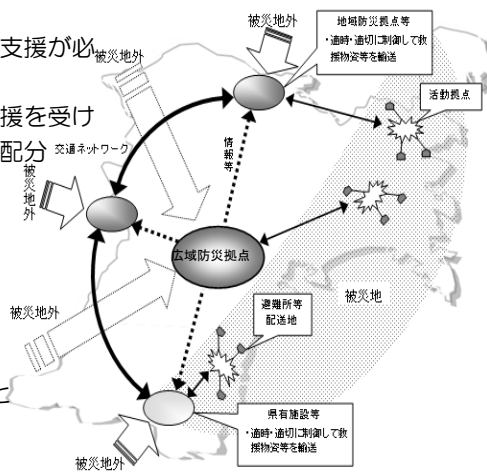 支援が必
援を受け
配分
と
被災地外
被災地外
地域防災拠点等
・適時・適切に制御して救
援物資等を輸送
活動拠点
交通ネットワーク
情報等
被災地外
広域防災拠点
被災地外
被災地
避難所等
配送地
県有施設等
・適時・適切に制御して救
援物資等を輸送
被災地外